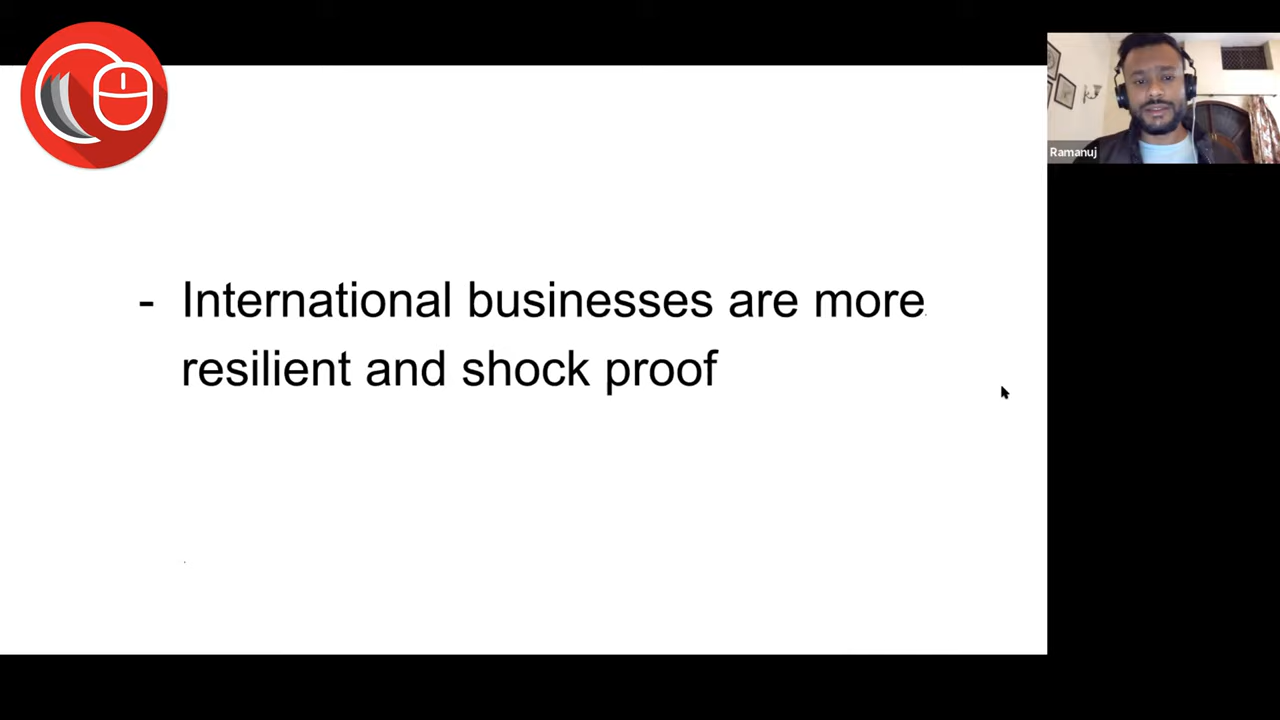 Ramanuj
- International businesses are more
resilient and shock proof